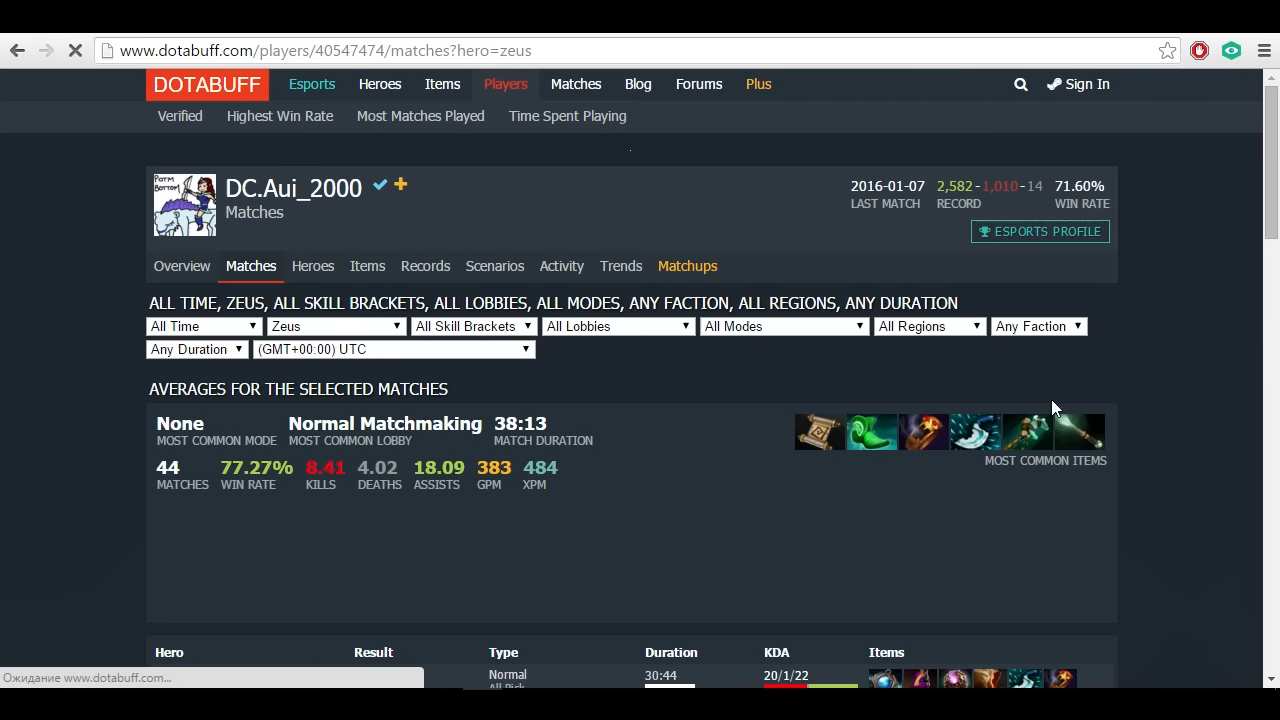 www.dotabuff.com/players/40547474/matches?hero=zeus
DOTABUFF Esports Heroes Items Players Matches Blog Forums Plus Sign In
Verified Highest Win Rate Most Matches Played Time Spent Playing
POTM BOTTOM
DC.Aui_2000
Matches
2016-01-07 2,582-1,010-14 71.60%
LAST MATCH RECORD WIN RATE
ESPORTS PROFILE
Overview Matches Heroes Items Records Scenarios Activity Trends Matchups
ALL TIME, ZEUS, ALL SKILL BRACKETS, ALL LOBBIES, ALL MODES, ANY FACTION, ALL REGIONS, ANY DURATION
All Time Zeus All Skill Brackets All Lobbies All Modes All Regions Any Faction
Any Duration (GMT+00:00) UTC
AVERAGES FOR THE SELECTED MATCHES
None Normal Matchmaking 38:13
MOST COMMON MODE MOST COMMON LOBBY MATCH DURATION
MOST COMMON ITEMS
44 77.27% 8.41 4.02 18.09 383 484
MATCHES WIN RATE KILLS DEATHS ASSISTS GPM XPM
Hero Result Type Duration KDA Items
Normal 30:44 20/1/22
All Pick
Ожидание www.dotabuff.com...